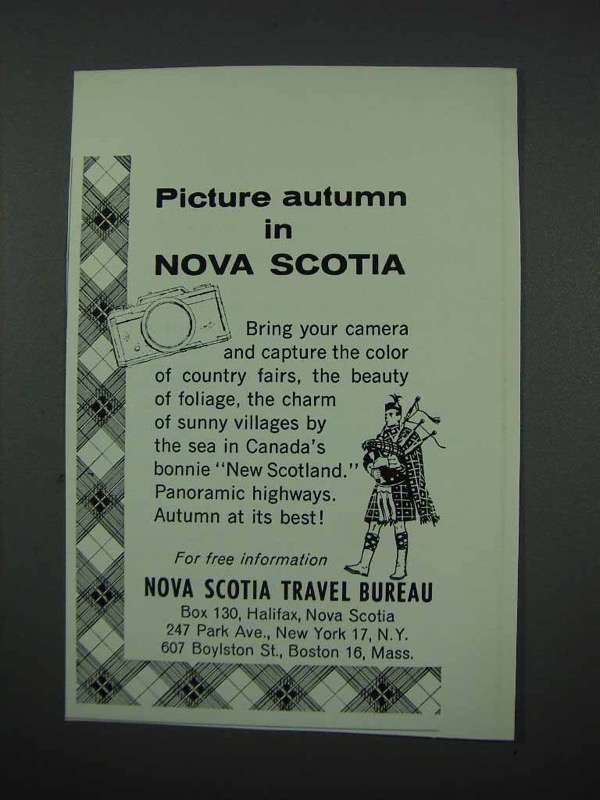 Picture autumn
in
NOVA SCOTIA
Bring your camera
and capture the color
of country fairs, the beauty
of foliage, the charm
of sunny villages by
the sea in Canada's
bonnie "New Scotland."
Panoramic highways.
Autumn at its best!
For free information
NOVA SCOTIA TRAVEL BUREAU
Box 130, Halifax, Nova Scotia
247 Park Ave., New York 17, N.Y.
607 Boylston St., Boston 16, Mass.